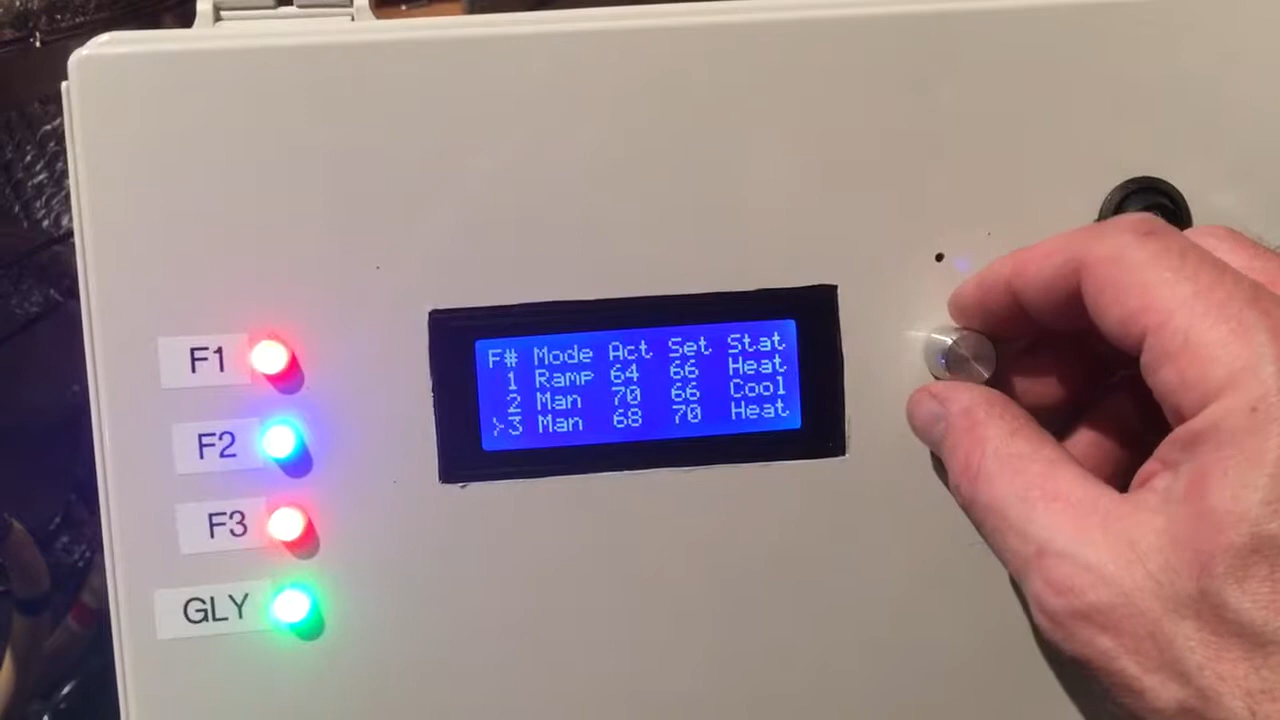 F1
F2
F3
GLY
F# Mode Act Set Stat
1 Ramp 64 66 Heat
2 Man 70 66 Cool
>3 Man 68 70 Heat